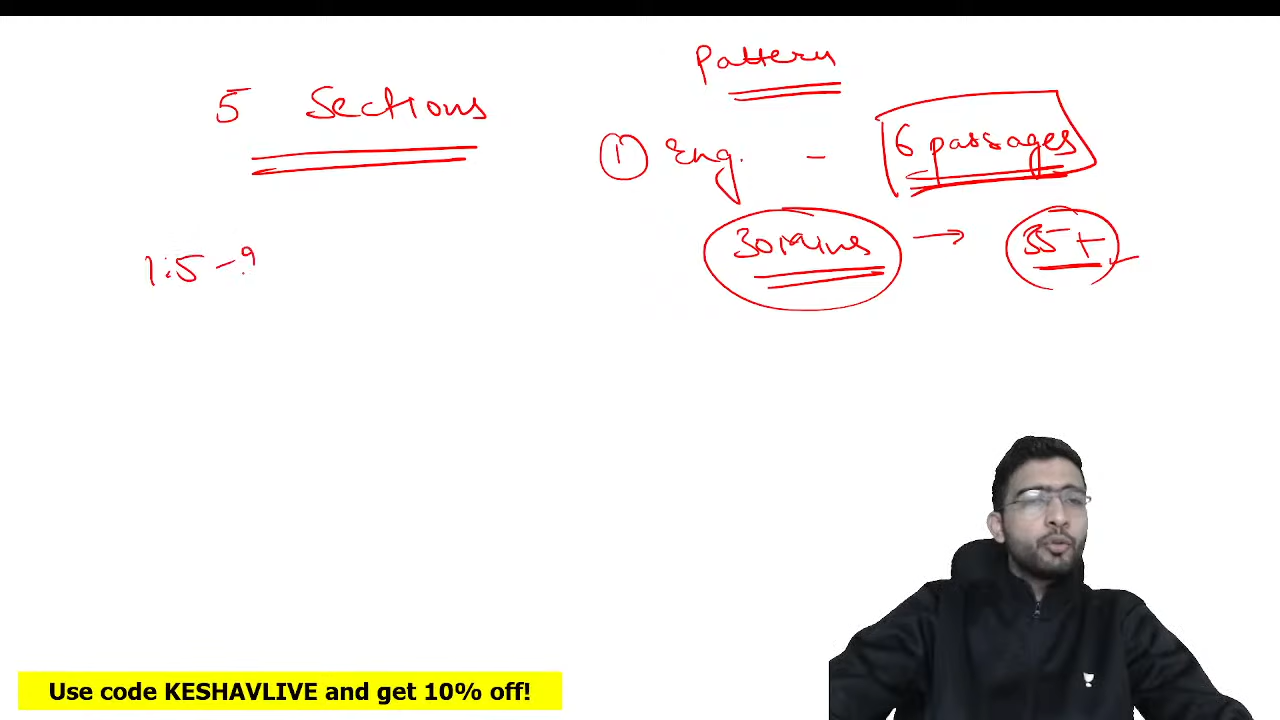 Pattern
5 Sections
① Eng. - 6 passages
30 mins → 35+
1:5 - 9
Use code KESHAVLIVE and get 10% off!